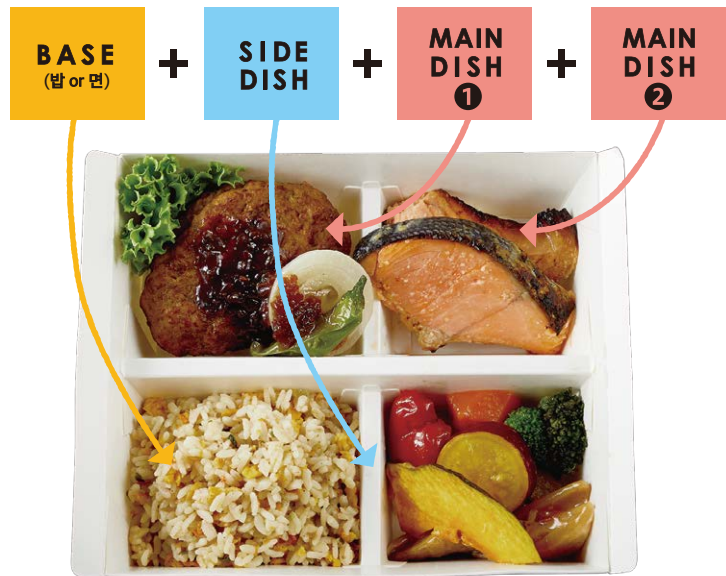 BASE
(밥 or 면)
+
SIDE
DISH
+
MAIN
DISH
❶
+
MAIN
DISH
❷